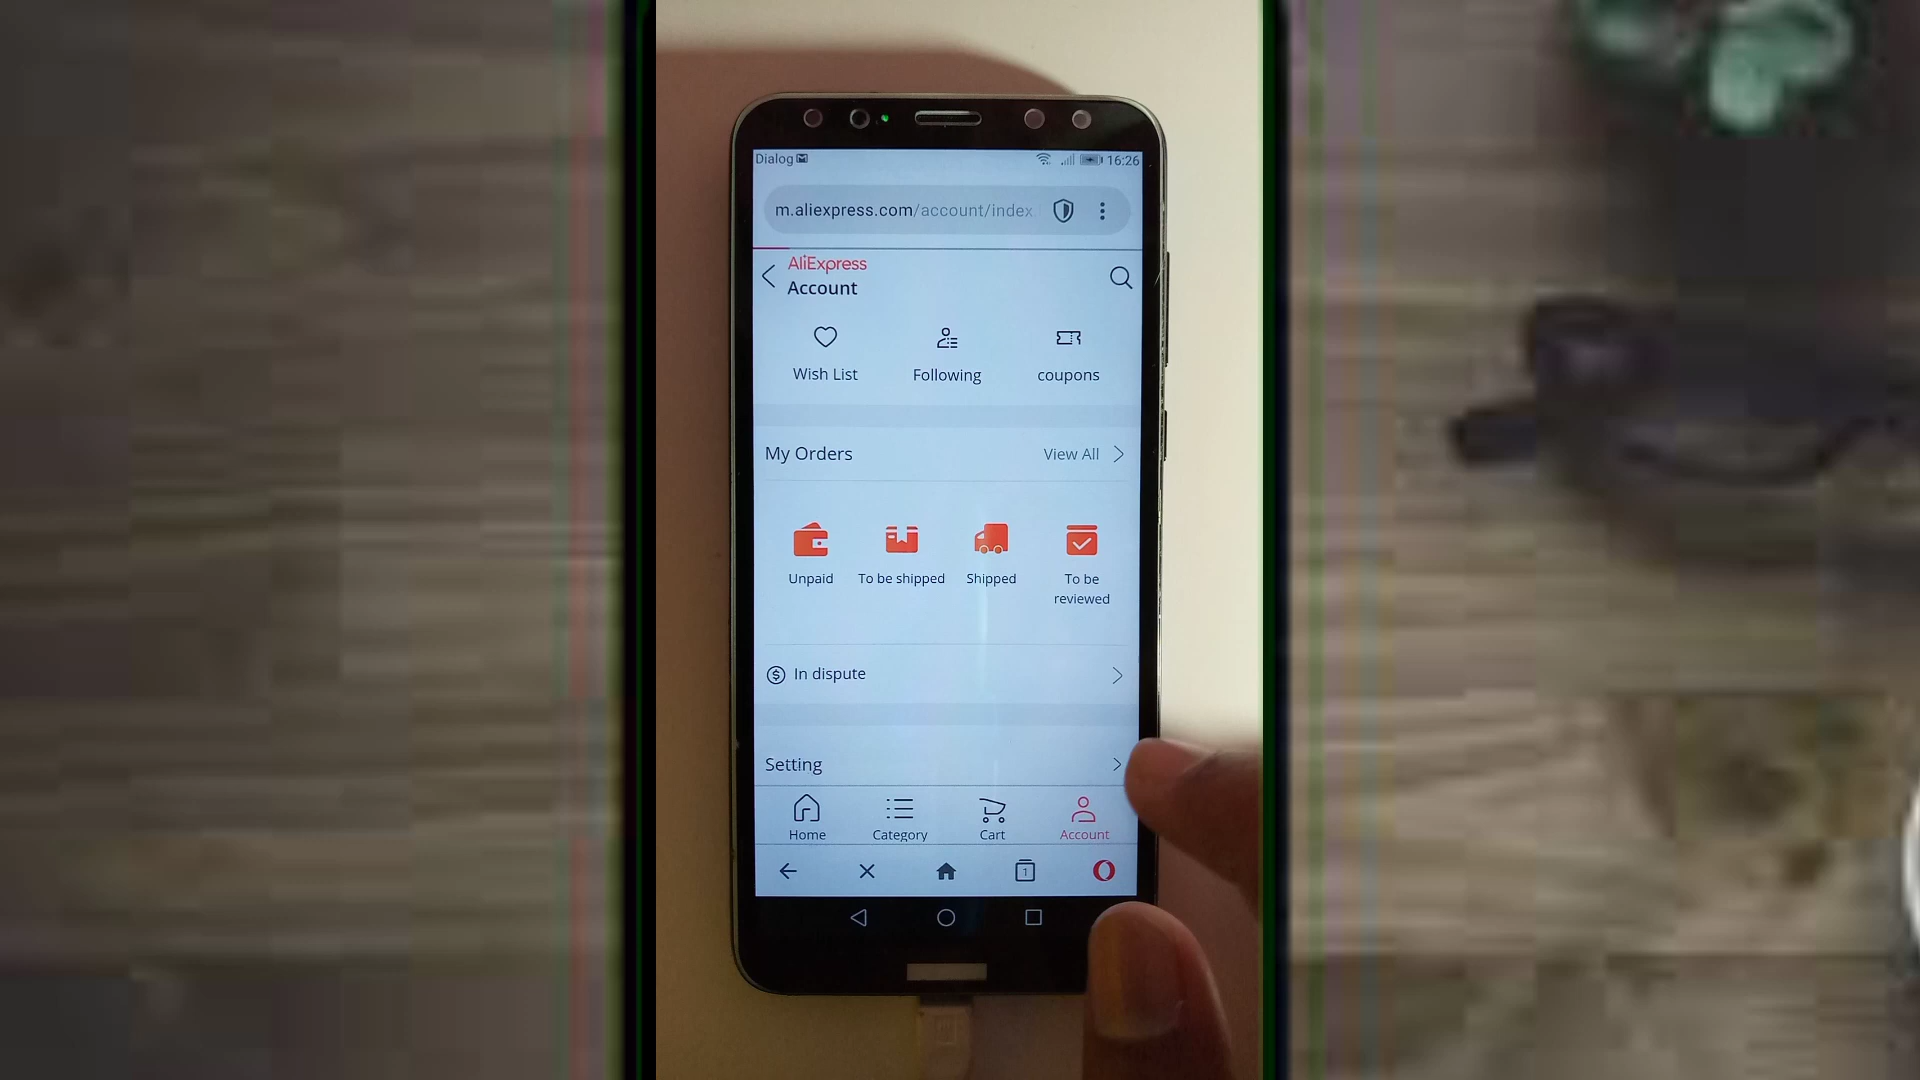 Dialog 16:26
m.aliexpress.com/account/index
AliExpress
Account
Wish List Following coupons
My Orders View All
Unpaid To be shipped Shipped To be reviewed
In dispute
Setting
Home Category Cart Account
1